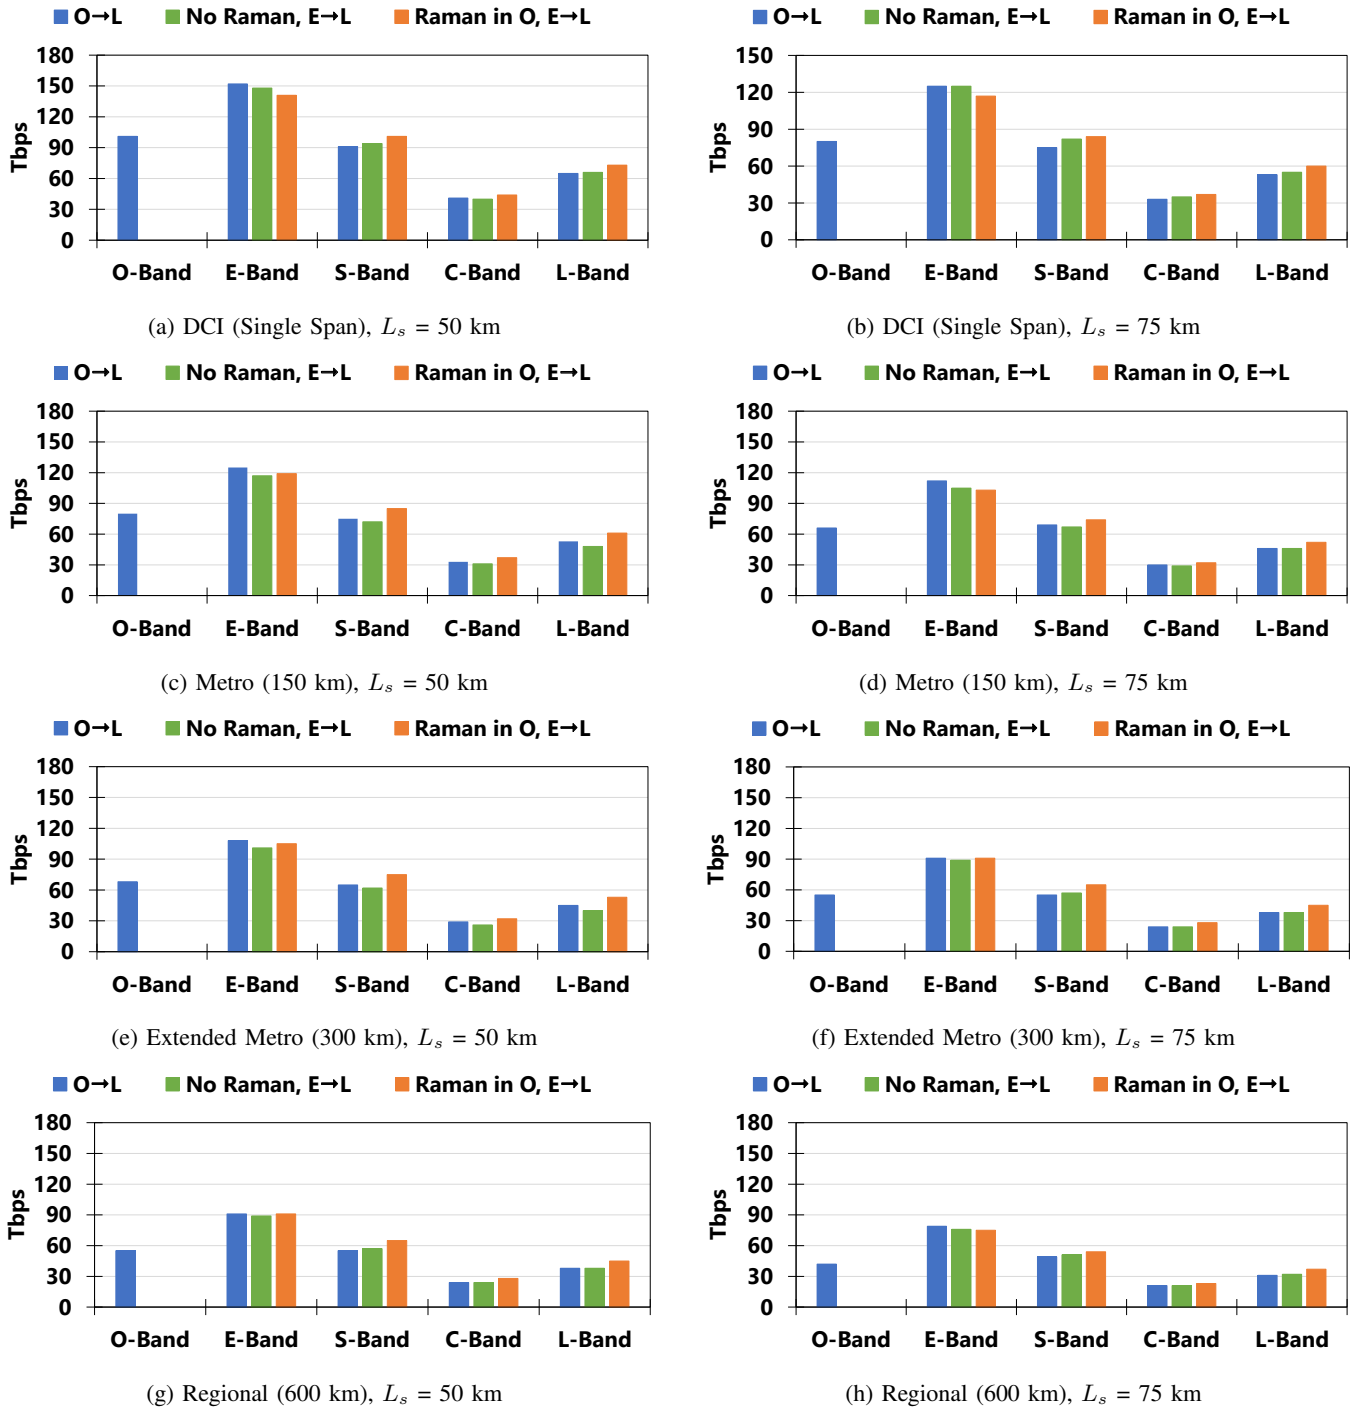 O→L No Raman, E→L Raman in O, E→L
180
150
120
90
60
30
0
Tbps
O-Band E-Band S-Band C-Band L-Band
(a) DCI (Single Span), Ls = 50 km
O→L No Raman, E→L Raman in O, E→L
150
120
90
60
30
0
Tbps
O-Band E-Band S-Band C-Band L-Band
(b) DCI (Single Span), Ls = 75 km
O→L No Raman, E→L Raman in O, E→L
180
150
120
90
60
30
0
Tbps
O-Band E-Band S-Band C-Band L-Band
(c) Metro (150 km), Ls = 50 km
O→L No Raman, E→L Raman in O, E→L
180
150
120
90
60
30
0
Tbps
O-Band E-Band S-Band C-Band L-Band
(d) Metro (150 km), Ls = 75 km
O→L No Raman, E→L Raman in O, E→L
180
150
120
90
60
30
0
Tbps
O-Band E-Band S-Band C-Band L-Band
(e) Extended Metro (300 km), Ls = 50 km
O→L No Raman, E→L Raman in O, E→L
180
150
120
90
60
30
0
Tbps
O-Band E-Band S-Band C-Band L-Band
(f) Extended Metro (300 km), Ls = 75 km
O→L No Raman, E→L Raman in O, E→L
180
150
120
90
60
30
0
Tbps
O-Band E-Band S-Band C-Band L-Band
(g) Regional (600 km), Ls = 50 km
O→L No Raman, E→L Raman in O, E→L
180
150
120
90
60
30
0
Tbps
O-Band E-Band S-Band C-Band L-Band
(h) Regional (600 km), Ls = 75 km